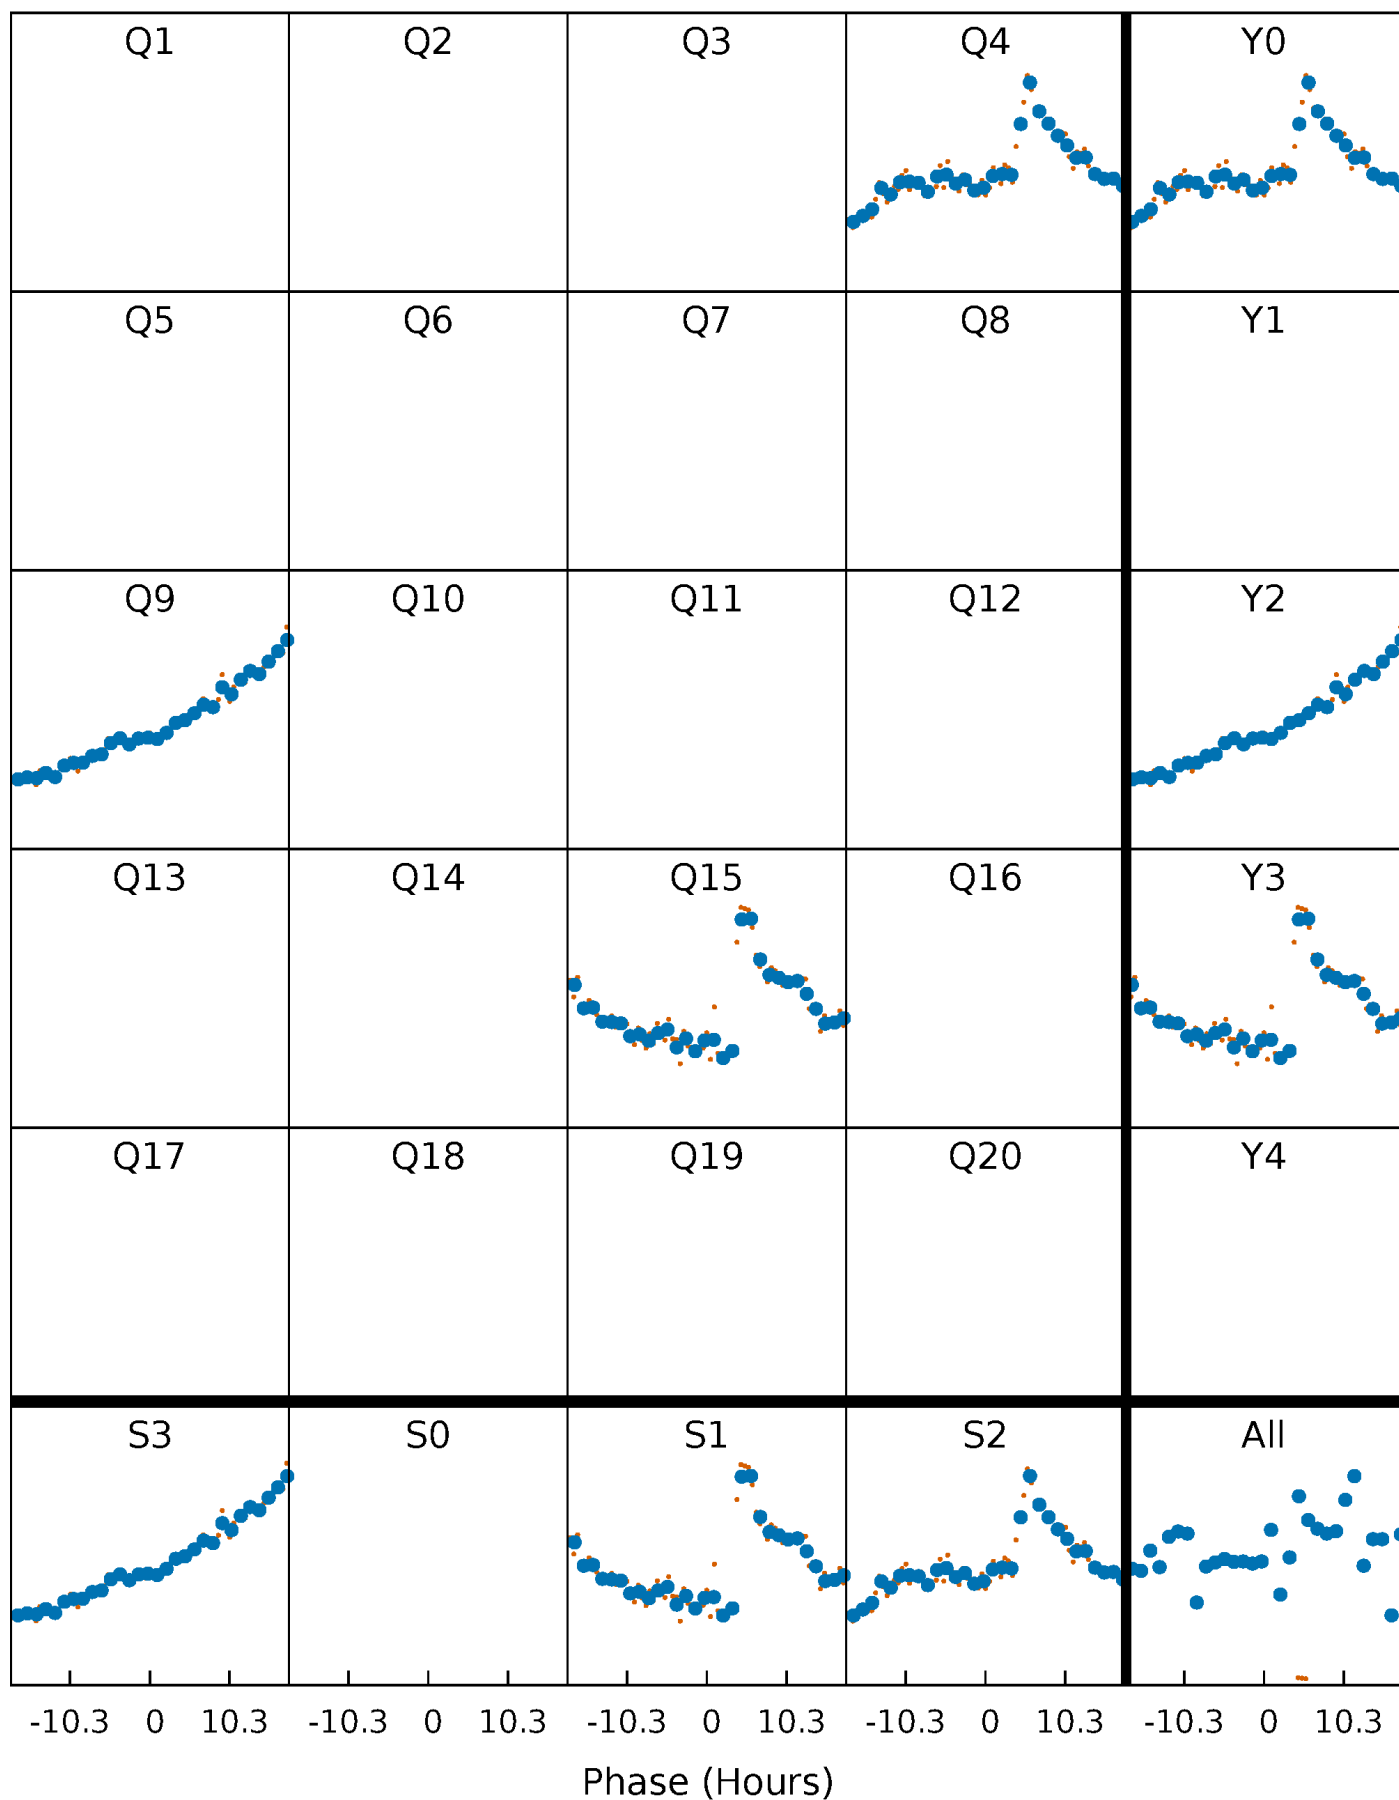 Q1 Q2 Q3 Q4 Y0
Q5 Q6 Q7 Q8 Y1
Q9 Q10 Q11 Q12 Y2
Q13 Q14 Q15 Q16 Y3
Q17 Q18 Q19 Q20 Y4
S3 S0 S1 S2 All
-10.3 0 10.3 -10.3 0 10.3 -10.3 0 10.3 -10.3 0 10.3 -10.3 0 10.3
Phase (Hours)